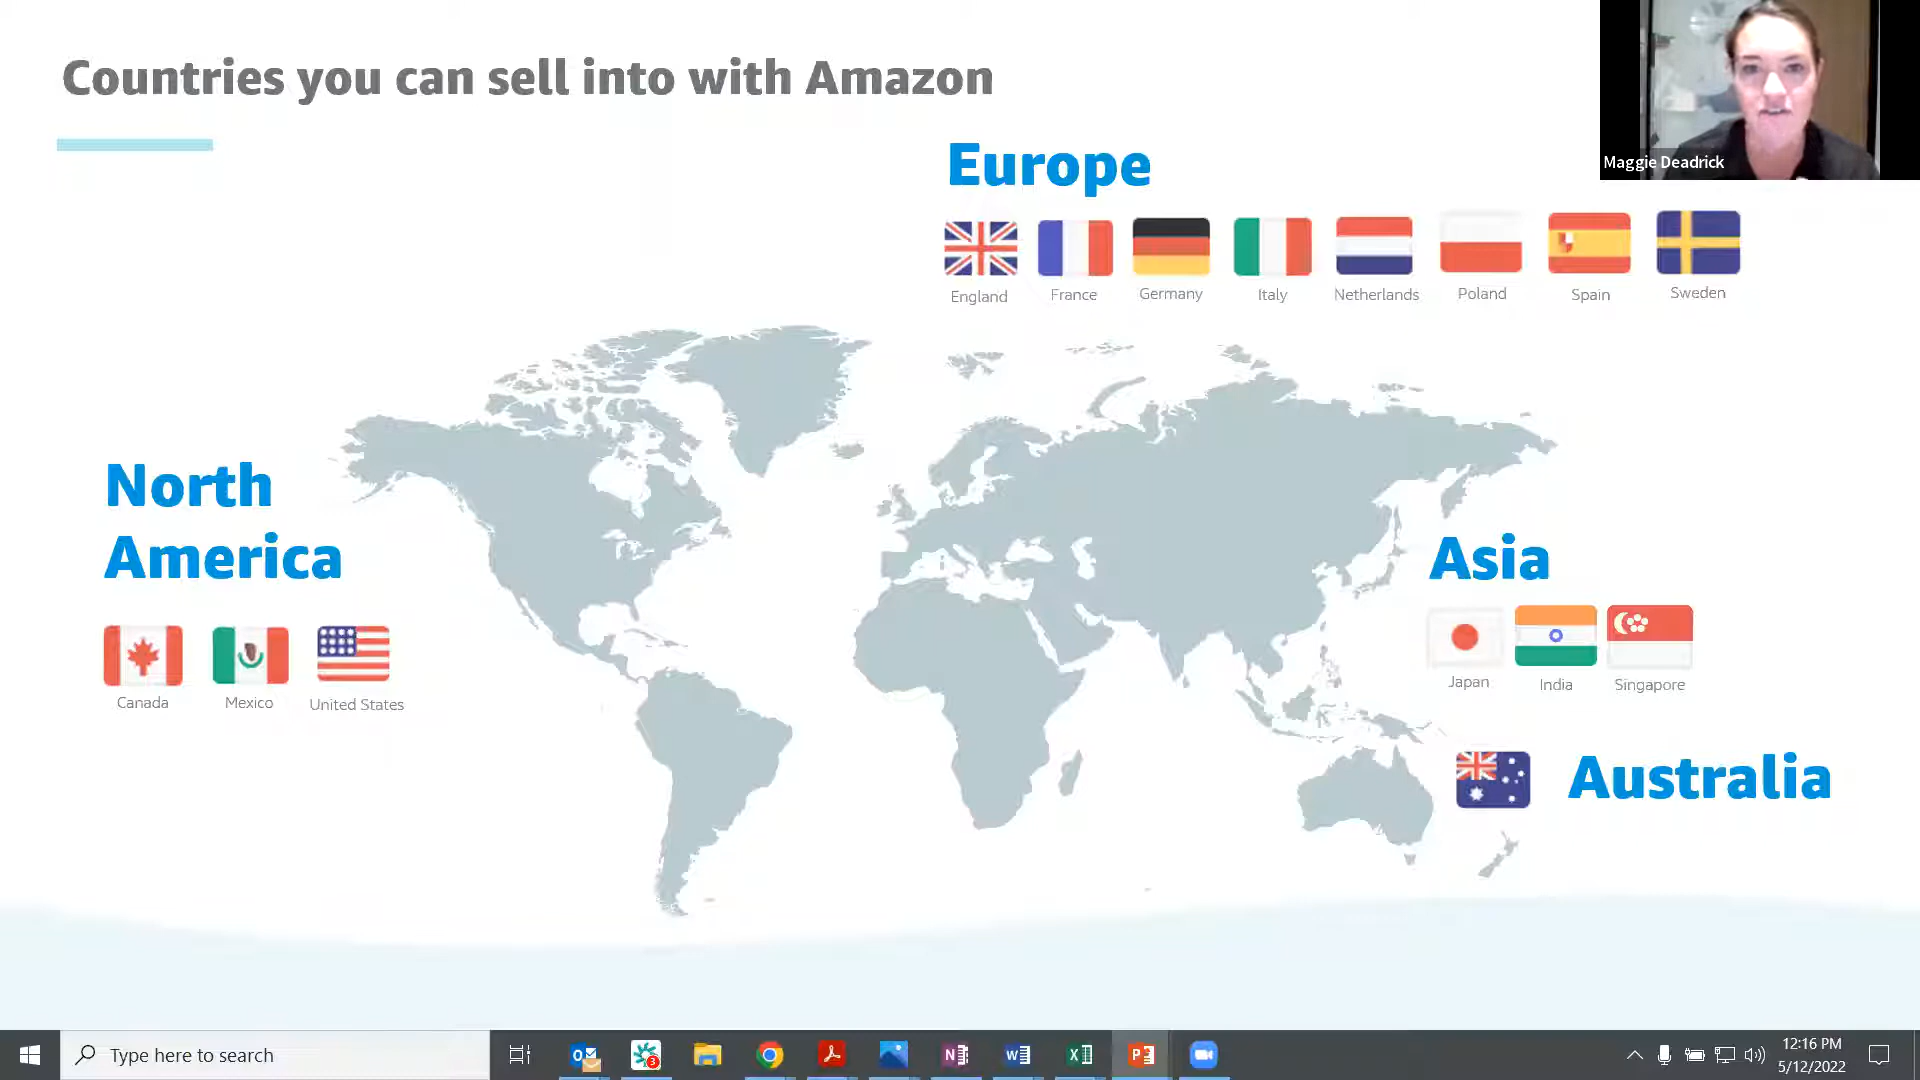 Countries you can sell into with Amazon
Maggie Deadrick
Europe
England
France
Germany
Italy
Netherlands
Poland
Spain
Sweden
North
America
Canada
Mexico
United States
Asia
Japan
India
Singapore
Australia
Type here to search
3
12:16 PM
5/12/2022